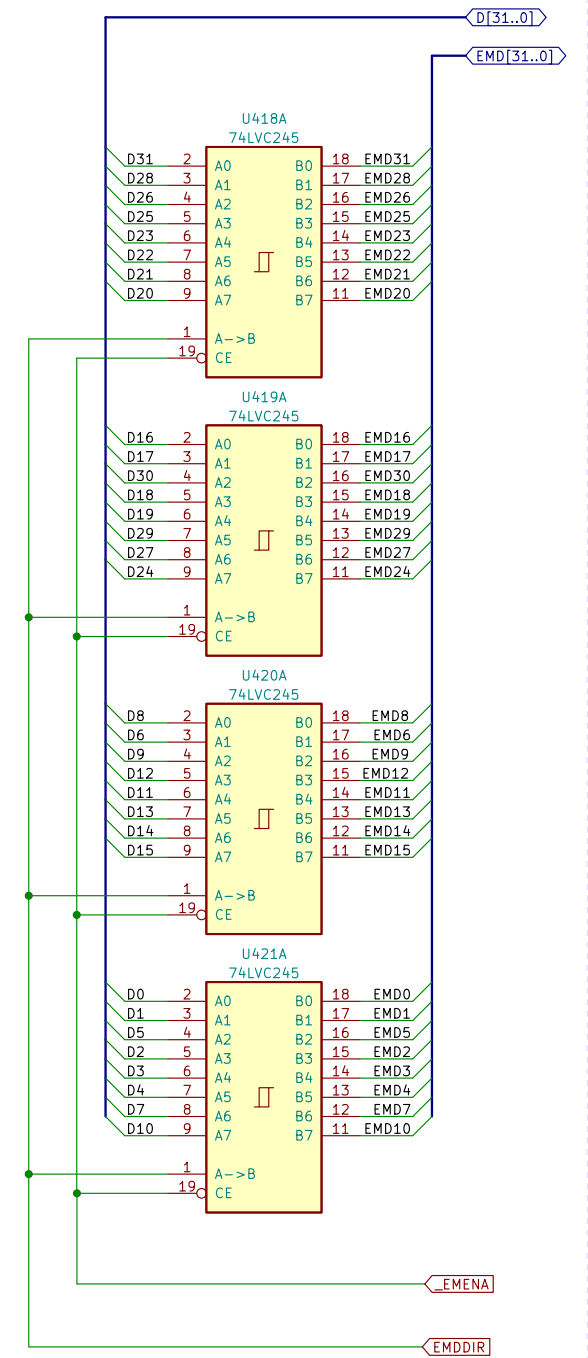 D[31..0]
EMD[31..0]
U418A
74LVC245
D31 2 A0 B0 18 EMD31
D28 3 A1 B1 17 EMD28
D26 4 A2 B2 16 EMD26
D25 5 A3 B3 15 EMD25
D23 6 A4 B4 14 EMD23
D22 7 A5 B5 13 EMD22
D21 8 A6 B6 12 EMD21
D20 9 A7 B7 11 EMD20
1 A->B
19 CE
U419A
74LVC245
D16 2 A0 B0 18 EMD16
D17 3 A1 B1 17 EMD17
D30 4 A2 B2 16 EMD30
D18 5 A3 B3 15 EMD18
D19 6 A4 B4 14 EMD19
D29 7 A5 B5 13 EMD29
D27 8 A6 B6 12 EMD27
D24 9 A7 B7 11 EMD24
1 A->B
19 CE
U420A
74LVC245
D8 2 A0 B0 18 EMD8
D6 3 A1 B1 17 EMD6
D9 4 A2 B2 16 EMD9
D12 5 A3 B3 15 EMD12
D11 6 A4 B4 14 EMD11
D13 7 A5 B5 13 EMD13
D14 8 A6 B6 12 EMD14
D15 9 A7 B7 11 EMD15
1 A->B
19 CE
U421A
74LVC245
D0 2 A0 B0 18 EMD0
D1 3 A1 B1 17 EMD1
D5 4 A2 B2 16 EMD5
D2 5 A3 B3 15 EMD2
D3 6 A4 B4 14 EMD3
D4 7 A5 B5 13 EMD4
D7 8 A6 B6 12 EMD7
D10 9 A7 B7 11 EMD10
1 A->B
19 CE
_EMENA
EMDDIR